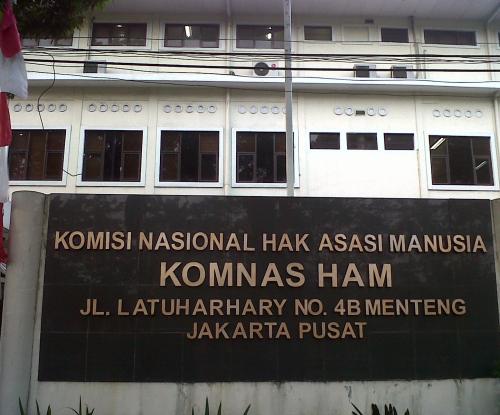 KOMISI NASIONAL HAK ASASI MANUSIA
KOMNAS HAM
JL. LATUHARHARY NO. 4B MENTENG
JAKARTA PUSAT